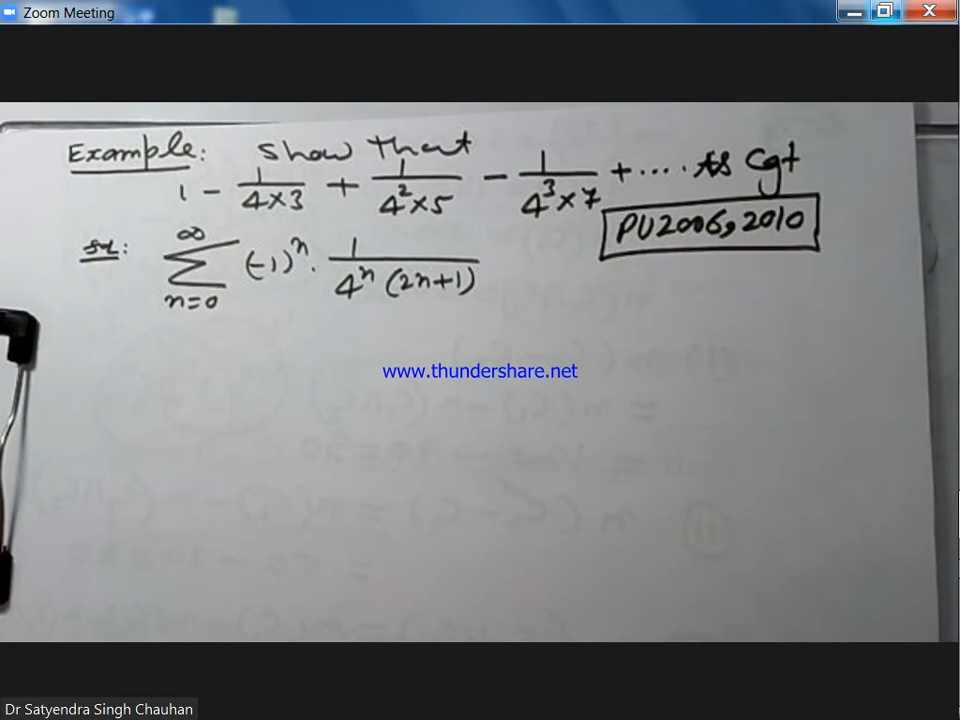 Zoom Meeting
Example: Show that
1 - 1/(4×3) + 1/(4²×5) - 1/(4³×7) + .... is Cgt
PU2006,2010
Sol: ∑_{n=0}^{∞} (-1)ⁿ . 1/(4ⁿ (2n+1))
www.thundershare.net
Dr Satyendra Singh Chauhan